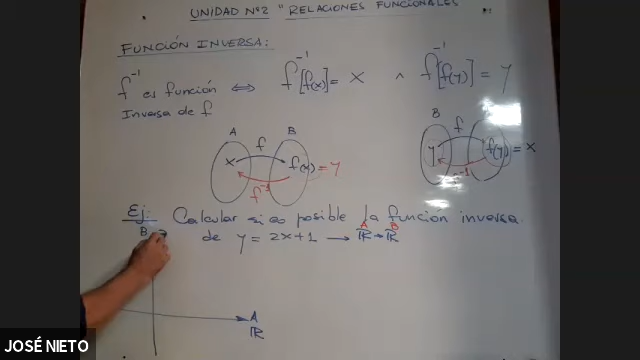 UNIDAD Nº2 "RELACIONES FUNCIONALES"
FUNCIÓN INVERSA:
f⁻¹ es función ⟺ f⁻¹[f(x)] = x ∧ f⁻¹[f(y)] = y
Inversa de f
A f B
x f(x) = y
f⁻¹
B f
y f(y) = x
f⁻¹
Ej: Calcular si es posible la función inversa
de y = 2x+1 → ℝ → ℝ
A B
B
A
ℝ
JOSÉ NIETO